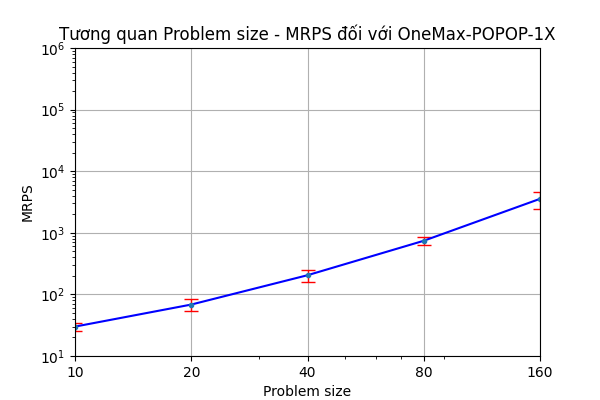 Tương quan Problem size - MRPS đối với OneMax-POPOP-1X
10⁶
10⁵
10⁴
10³
10²
10¹
MRPS
10 20 40 80 160
Problem size